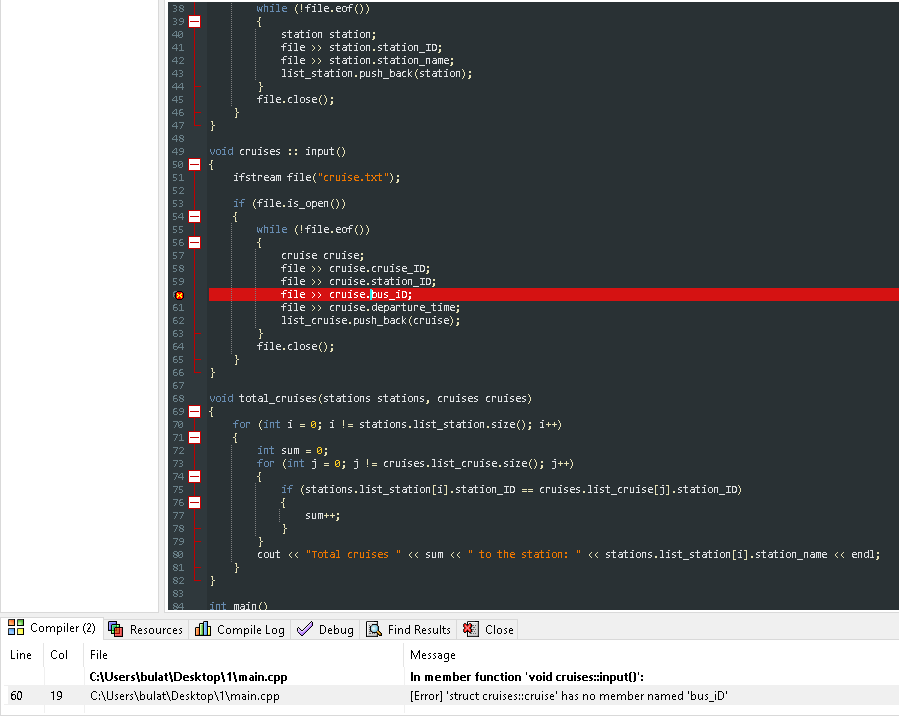 38 while (!file.eof())
39 {
40 station station;
41 file >> station.station_ID;
42 file >> station.station_name;
43 list_station.push_back(station);
44 }
45 file.close();
46 }
47 }
48
49 void cruises :: input()
50 {
51 ifstream file("cruise.txt");
52
53 if (file.is_open())
54 {
55 while (!file.eof())
56 {
57 cruise cruise;
58 file >> cruise.cruise_ID;
59 file >> cruise.station_ID;
file >> cruise.bus_iD;
61 file >> cruise.departure_time;
62 list_cruise.push_back(cruise);
63 }
64 file.close();
65 }
66 }
67
68 void total_cruises(stations stations, cruises cruises)
69 {
70 for (int i = 0; i != stations.list_station.size(); i++)
71 {
72 int sum = 0;
73 for (int j = 0; j != cruises.list_cruise.size(); j++)
74 {
75 if (stations.list_station[i].station_ID == cruises.list_cruise[j].station_ID)
76 {
77 sum++;
78 }
79 }
80 cout << "Total cruises " << sum << " to the station: " << stations.list_station[i].station_name << endl;
81 }
82 }
83
84 int main()
Compiler (2) Resources Compile Log Debug Find Results Close
Line Col File Message
C:\Users\bulat\Desktop\1\main.cpp In member function 'void cruises::input()':
60 19 C:\Users\bulat\Desktop\1\main.cpp [Error] 'struct cruises::cruise' has no member named 'bus_iD'